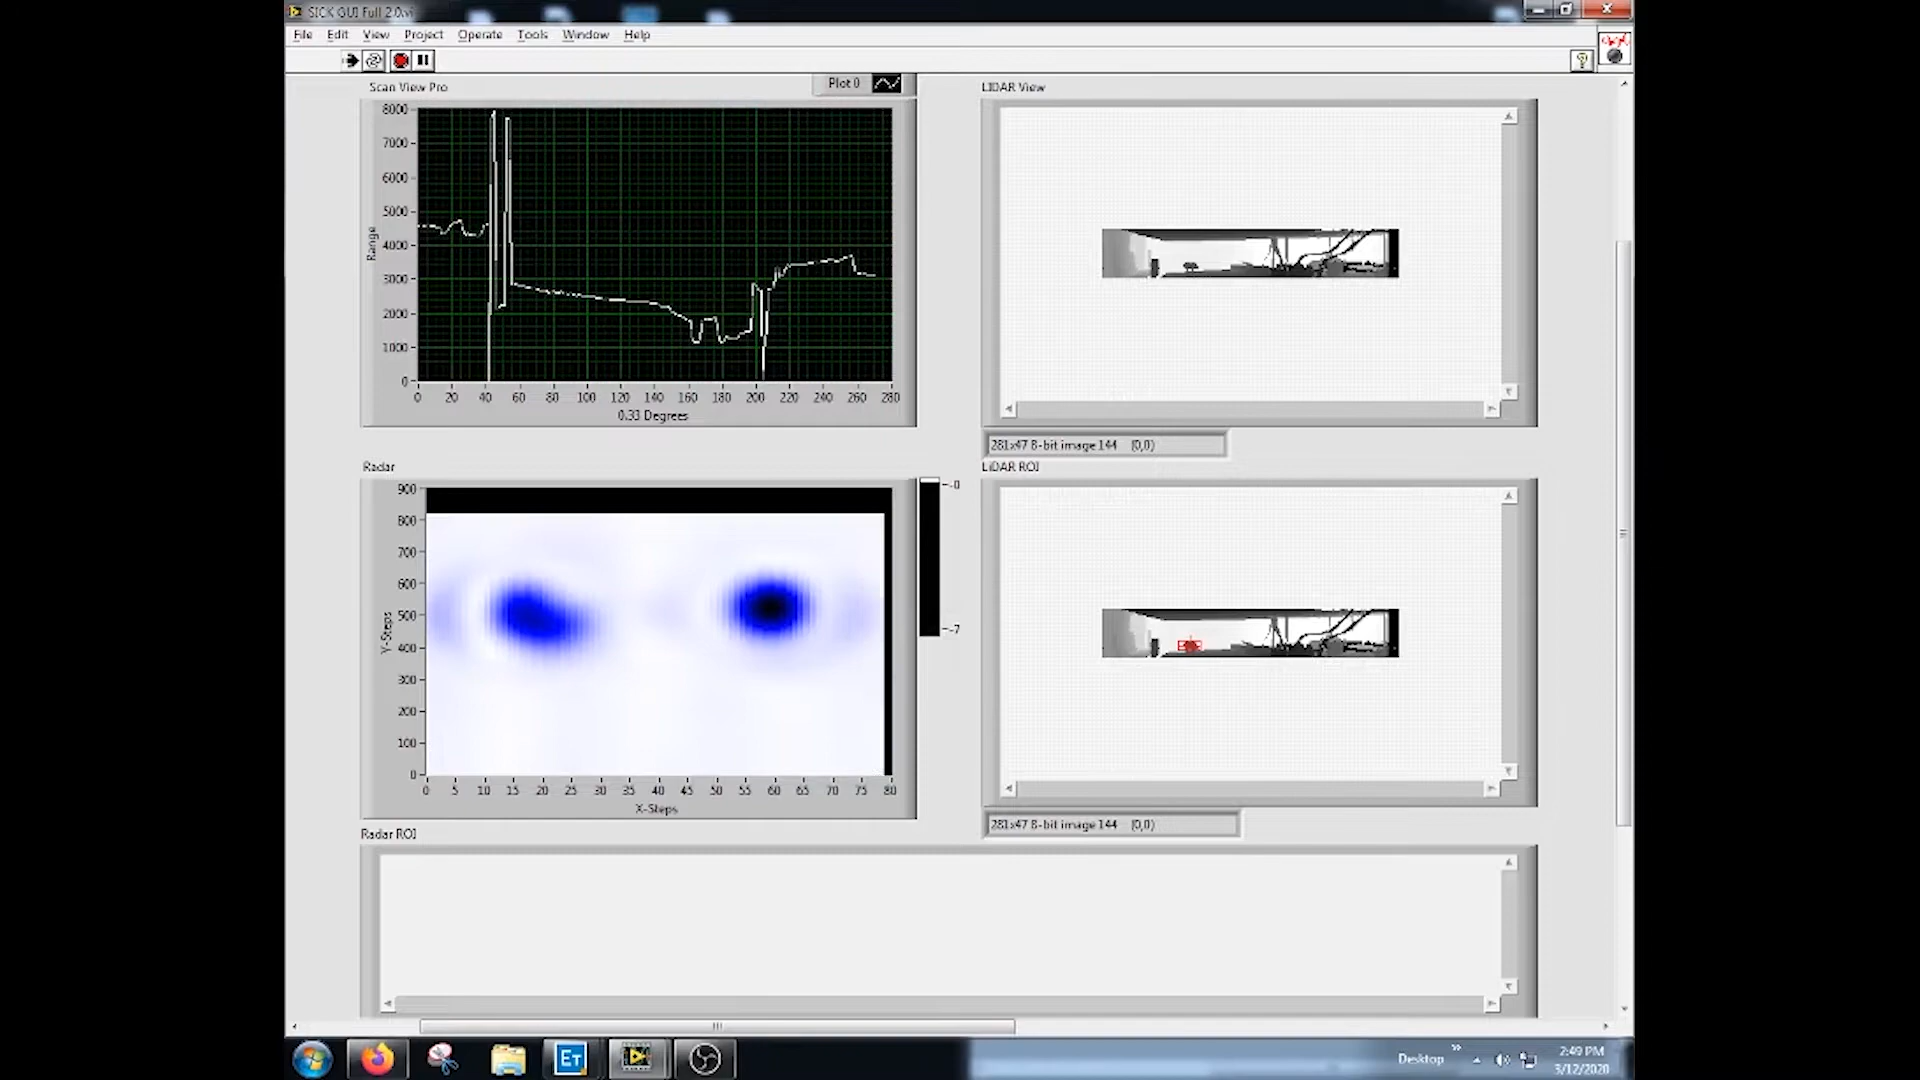 SICK GUI Full 2.0.vi
File Edit View Project Operate Tools Window Help
Scan View Pro
Plot 0
8000
7000
6000
5000
4000
3000
2000
1000
0
Range
0 20 40 60 80 100 120 140 160 180 200 220 240 260 280
0.33 Degrees
LIDAR View
281x47 8-bit image 144 (0,0)
Radar
900
800
700
600
500
400
300
200
100
0
Y-Steps
0 5 10 15 20 25 30 35 40 45 50 55 60 65 70 75 80
X-Steps
-0
-7
LiDAR ROI
281x47 8-bit image 144 (0,0)
Radar ROI
ET
Desktop
2:49 PM
3/12/2020